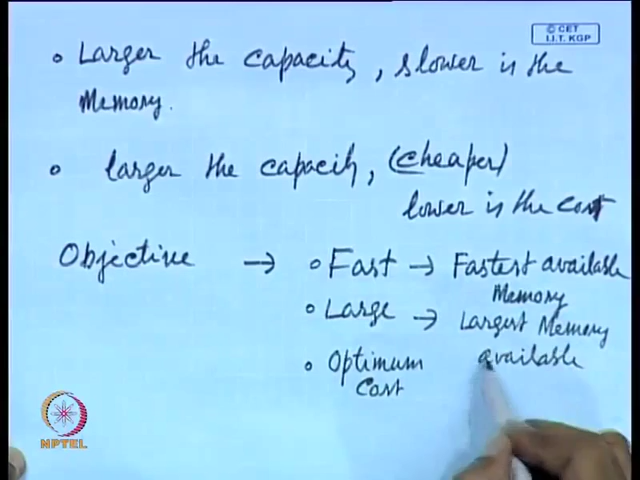 © CET
I.I.T. KGP
• Larger the capacity, slower is the
Memory.
• larger the capacity, (cheaper)
lower is the cost
Objective → • Fast → Fastest available
Memory
• Large → Largest Memory
available
• Optimum
Cost
NPTEL